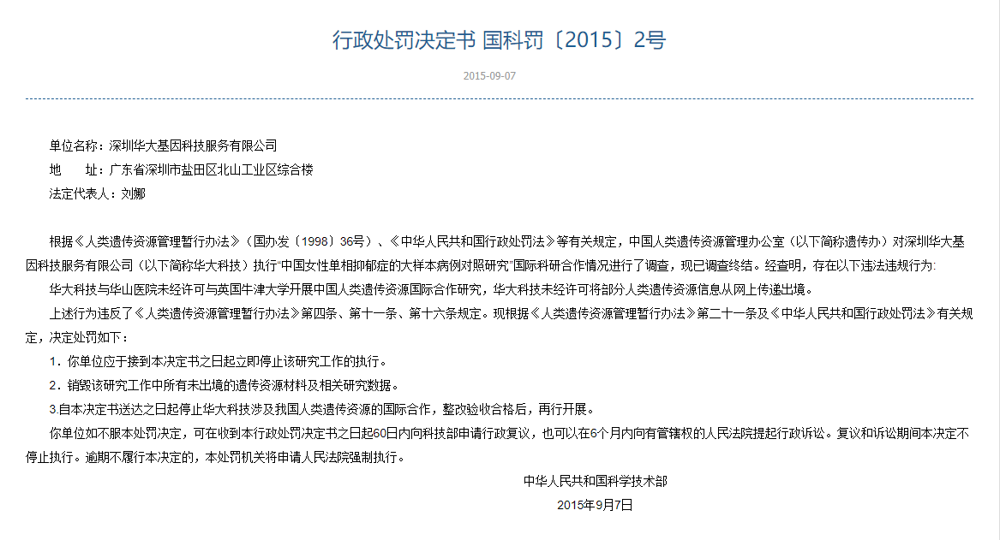 行政处罚决定书 国科罚〔2015〕2号
2015-09-07
单位名称：深圳华大基因科技服务有限公司
地　　址：广东省深圳市盐田区北山工业区综合楼
法定代表人：刘娜
根据《人类遗传资源管理暂行办法》（国办发〔1998〕36号）、《中华人民共和国行政处罚法》等有关规定，中国人类遗传资源管理办公室（以下简称遗传办）对深圳华大基
因科技服务有限公司（以下简称华大科技）执行“中国女性单相抑郁症的大样本病例对照研究”国际科研合作情况进行了调查，现已调查终结。经查明，存在以下违法违规行为:
华大科技与华山医院未经许可与英国牛津大学开展中国人类遗传资源国际合作研究，华大科技未经许可将部分人类遗传资源信息从网上传递出境。
上述行为违反了《人类遗传资源管理暂行办法》第四条、第十一条、第十六条规定。现根据《人类遗传资源管理暂行办法》第二十一条及《中华人民共和国行政处罚法》有关规
定，决定处罚如下：
1．你单位应于接到本决定书之日起立即停止该研究工作的执行。
2．销毁该研究工作中所有未出境的遗传资源材料及相关研究数据。
3.自本决定书送达之日起停止华大科技涉及我国人类遗传资源的国际合作，整改验收合格后，再行开展。
你单位如不服本处罚决定，可在收到本行政处罚决定书之日起60日内向科技部申请行政复议，也可以在6个月内向有管辖权的人民法院提起行政诉讼。复议和诉讼期间本决定不
停止执行。逾期不履行本决定的，本处罚机关将申请人民法院强制执行。
中华人民共和国科学技术部
2015年9月7日